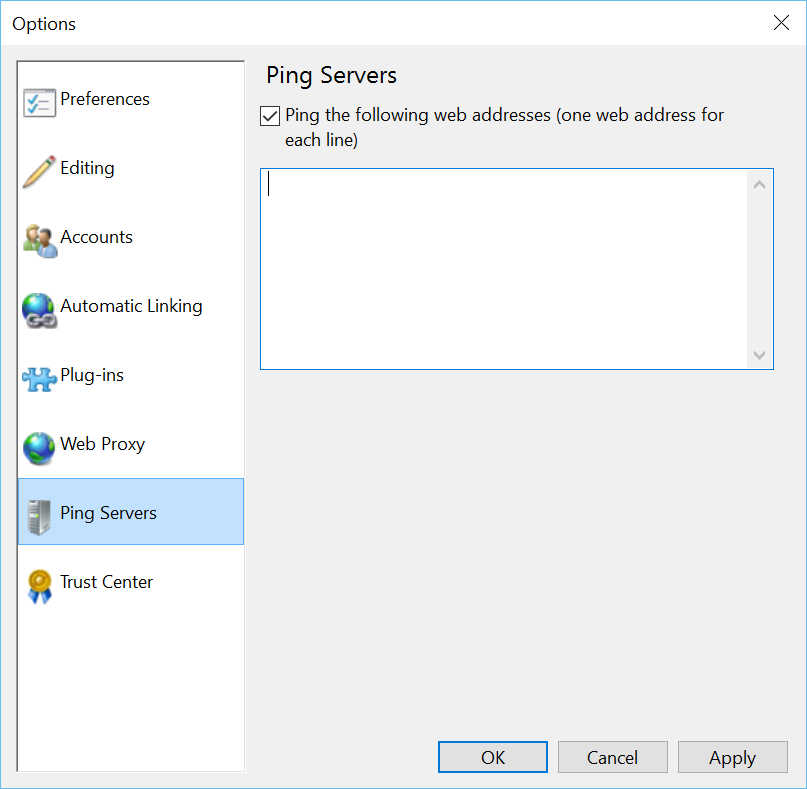 Options
Preferences
Editing
Accounts
Automatic Linking
Plug-ins
Web Proxy
Ping Servers
Trust Center
Ping Servers
Ping the following web addresses (one web address for
each line)
OK
Cancel
Apply